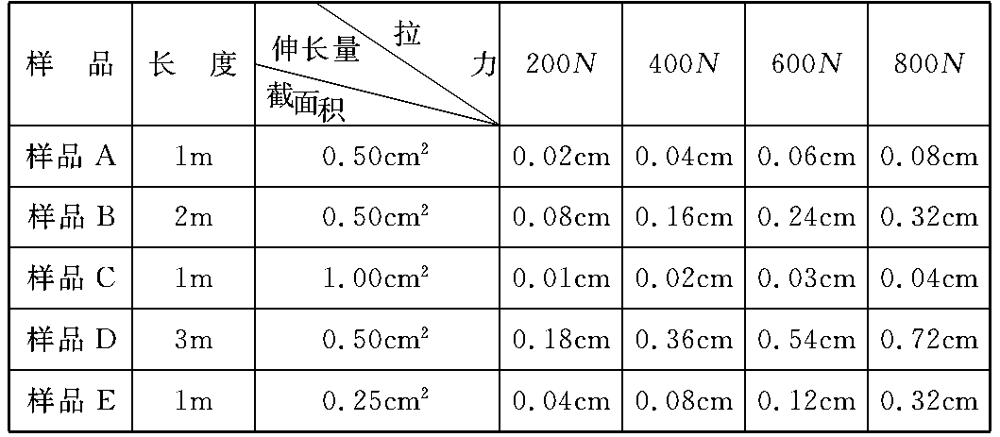 样品 长度 伸长量 拉力 截面积 200N 400N 600N 800N
样品 A 1m 0.50cm² 0.02cm 0.04cm 0.06cm 0.08cm
样品 B 2m 0.50cm² 0.08cm 0.16cm 0.24cm 0.32cm
样品 C 1m 1.00cm² 0.01cm 0.02cm 0.03cm 0.04cm
样品 D 3m 0.50cm² 0.18cm 0.36cm 0.54cm 0.72cm
样品 E 1m 0.25cm² 0.04cm 0.08cm 0.12cm 0.32cm